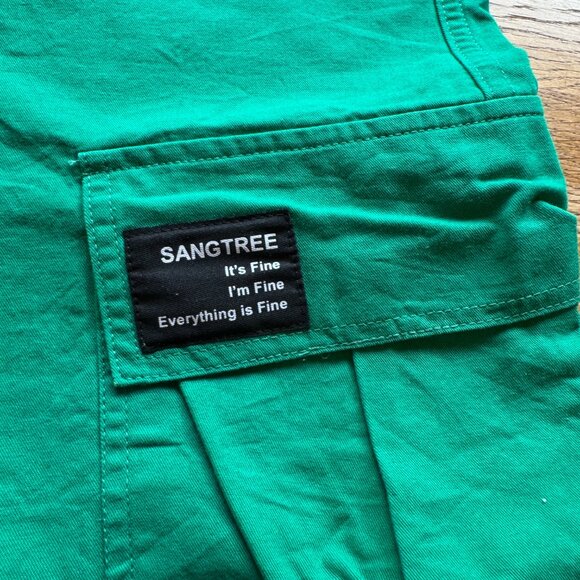 SANGTREE
It's Fine
I'm Fine
Everything is Fine